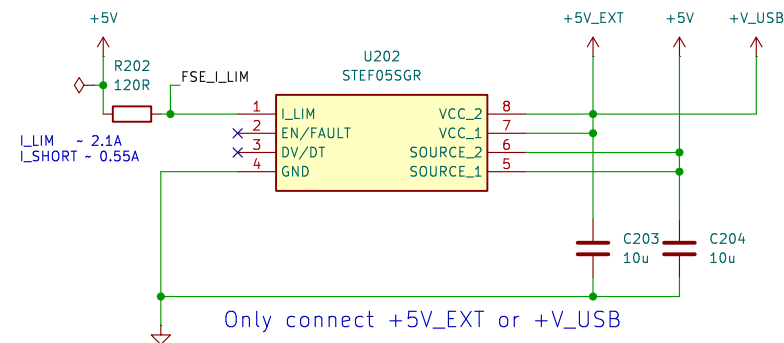 +5V
+5V_EXT
+5V
+V_USB
R202
120R
FSE_I_LIM
U202
STEF05SGR
I_LIM ~ 2.1A
I_SHORT ~ 0.55A
1 I_LIM VCC_2 8
2 EN/FAULT VCC_1 7
3 DV/DT SOURCE_2 6
4 GND SOURCE_1 5
C203
10u
C204
10u
Only connect +5V_EXT or +V_USB